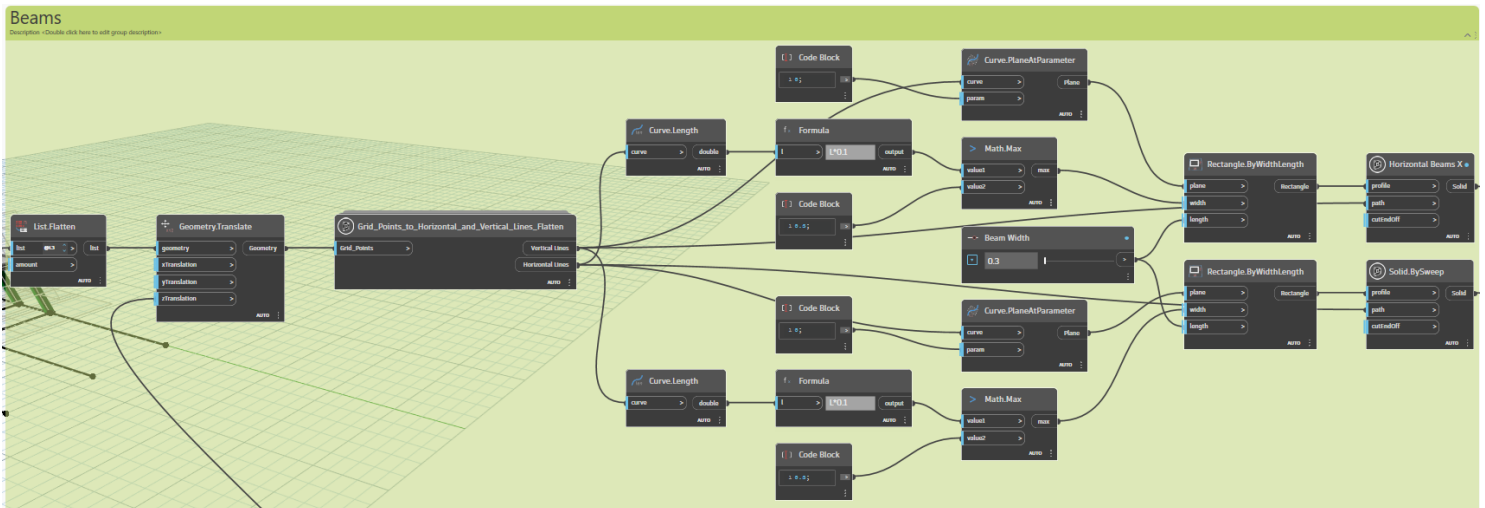 Beams
Description <Double click here to edit group description>
List.Flatten
list
list
amount
AUTO
Geometry.Translate
geometry
Geometry
xTranslation
yTranslation
zTranslation
AUTO
Grid_Points_to_Horizontal_and_Vertical_Lines_Flatten
Grid_Points
Vertical Lines
Horizontal Lines
AUTO
Curve.Length
curve
double
AUTO
Code Block
1 0;
Formula
L
L*0.1
output
AUTO
Code Block
1 0.8;
Curve.PlaneAtParameter
curve
Plane
param
AUTO
Math.Max
value1
max
value2
AUTO
Beam Width
0.3
Rectangle.ByWidthLength
plane
Rectangle
width
length
AUTO
Horizontal Beams X
profile
Solid
path
cutEndOff
AUTO
Curve.Length
curve
double
AUTO
Code Block
1 0;
Formula
L
L*0.1
output
AUTO
Code Block
Curve.PlaneAtParameter
curve
Plane
param
AUTO
Math.Max
value1
max
value2
AUTO
Rectangle.ByWidthLength
plane
Rectangle
width
length
AUTO
Solid.BySweep
profile
Solid
path
cutEndOff
AUTO